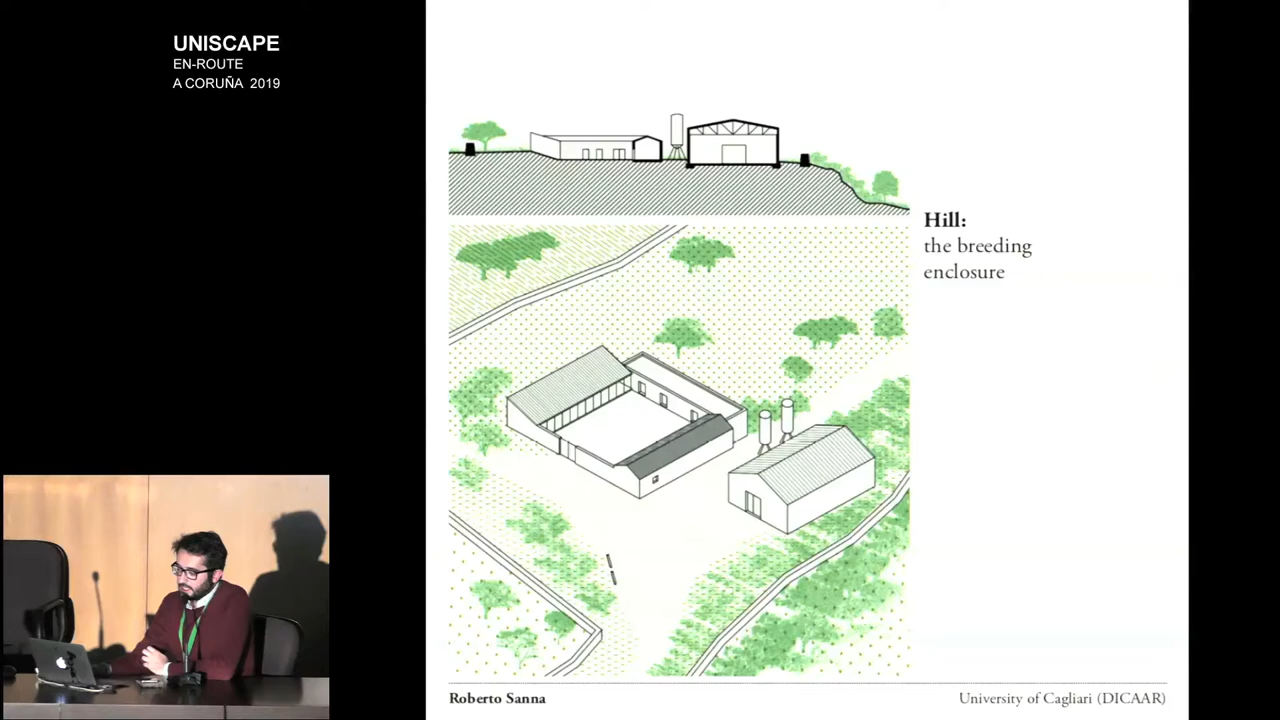 UNISCAPE
EN-ROUTE
A CORUÑA 2019
Hill:
the breeding
enclosure
Roberto Sanna
University of Cagliari (DICAAR)